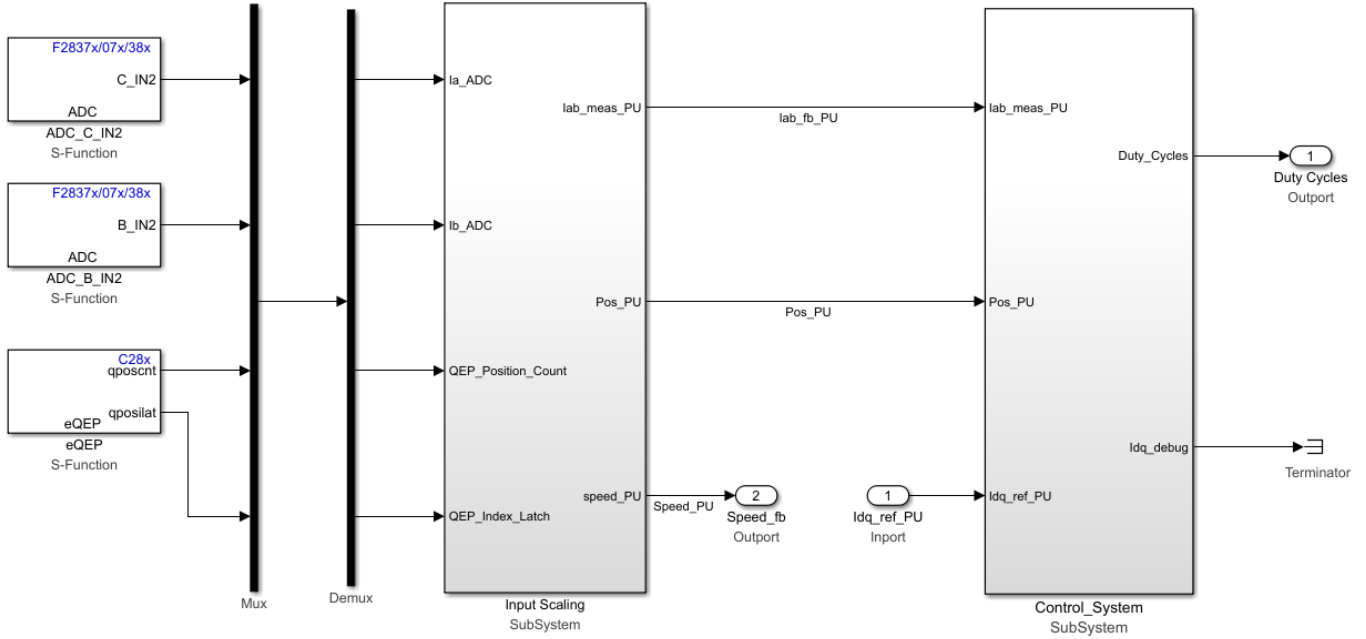 F2837x/07x/38x
C_IN2
ADC
ADC_C_IN2
S-Function
F2837x/07x/38x
B_IN2
ADC
ADC_B_IN2
S-Function
C28x
qposcnt
qposilat
eQEP
eQEP
S-Function
Mux
Demux
Ia_ADC
Ib_ADC
QEP_Position_Count
QEP_Index_Latch
Iab_meas_PU
Pos_PU
speed_PU
Input Scaling
SubSystem
Iab_fb_PU
Pos_PU
Speed_PU
2
Speed_fb
Outport
1
Idq_ref_PU
Inport
Iab_meas_PU
Pos_PU
Idq_ref_PU
Duty_Cycles
Idq_debug
Control_System
SubSystem
1
Duty Cycles
Outport
Terminator